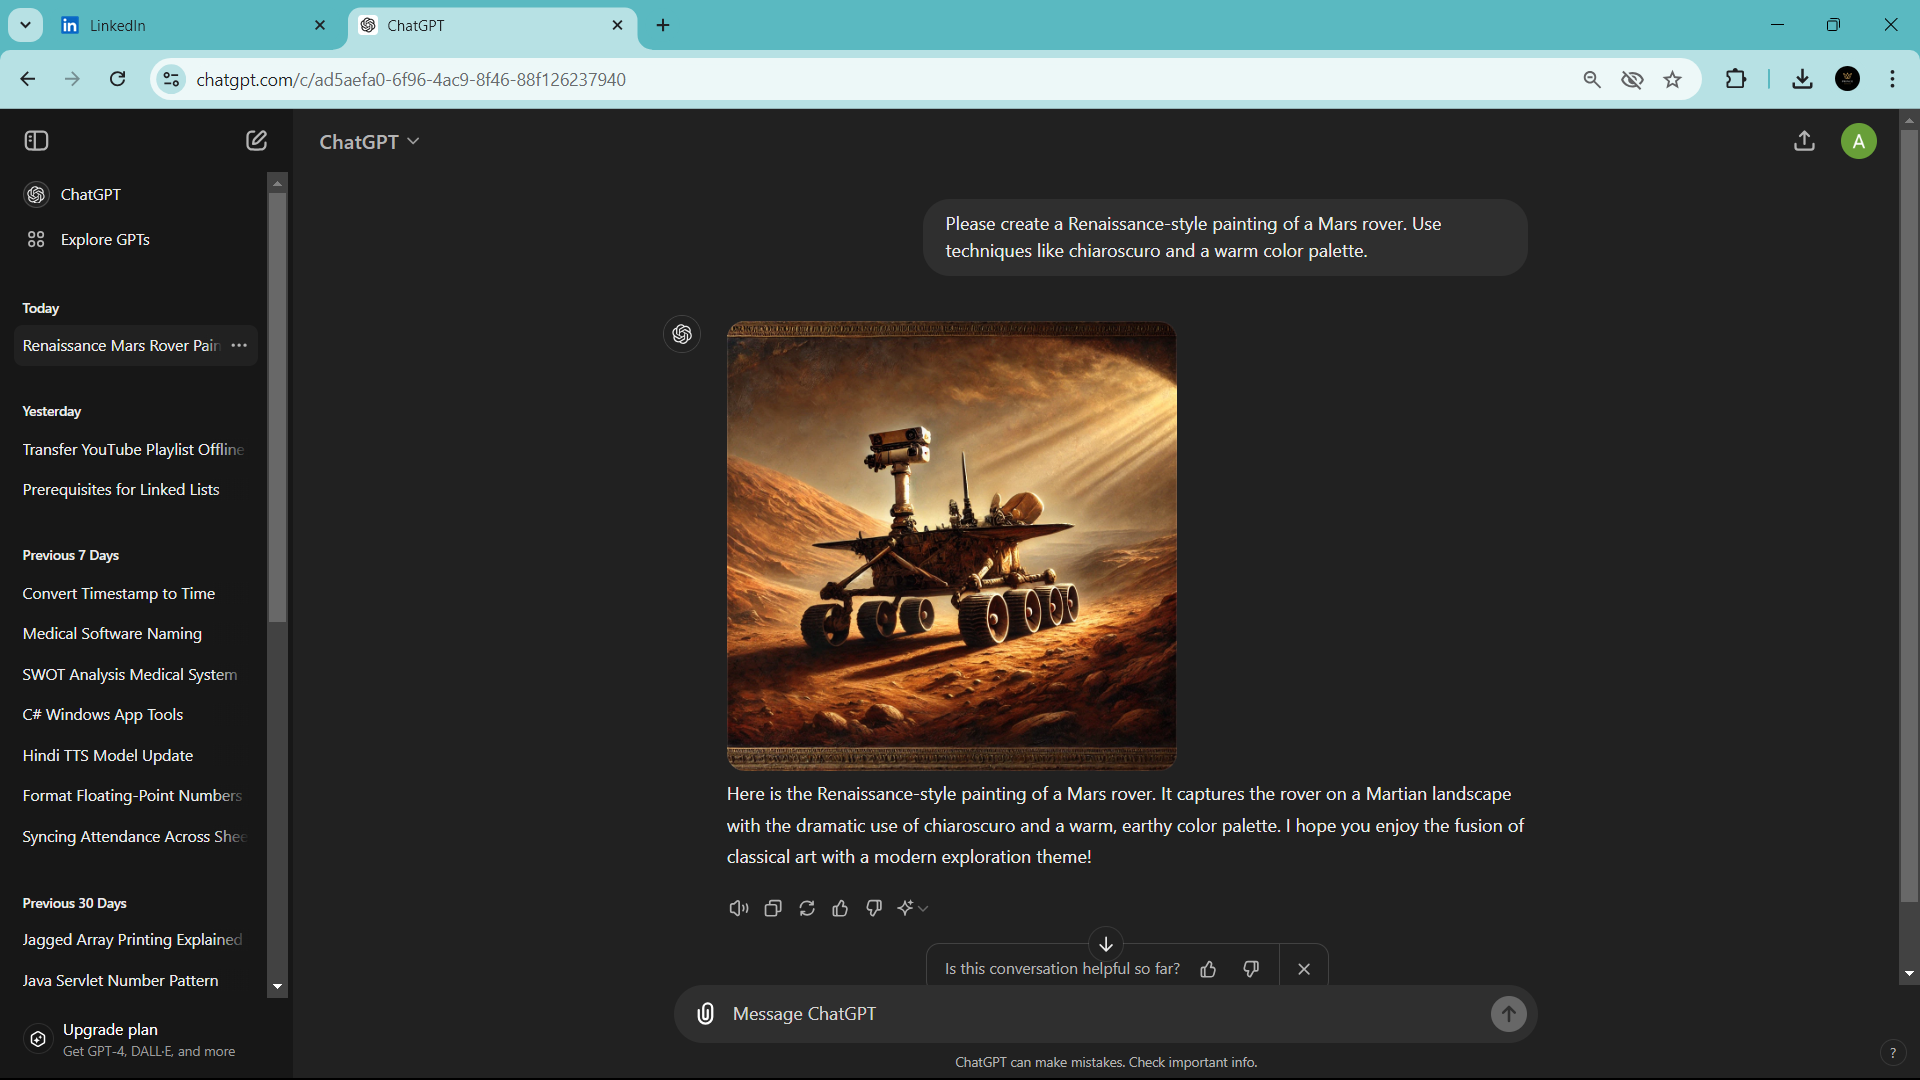 LinkedIn
ChatGPT
chatgpt.com/c/ad5aefa0-6f96-4ac9-8f46-88f126237940
ChatGPT
A
ChatGPT
Explore GPTs
Today
Renaissance Mars Rover Pain
Yesterday
Transfer YouTube Playlist Offline
Prerequisites for Linked Lists
Previous 7 Days
Convert Timestamp to Time
Medical Software Naming
SWOT Analysis Medical System
C# Windows App Tools
Hindi TTS Model Update
Format Floating-Point Numbers
Syncing Attendance Across Shee
Previous 30 Days
Jagged Array Printing Explained
Java Servlet Number Pattern
Upgrade plan
Get GPT-4, DALL·E, and more
Please create a Renaissance-style painting of a Mars rover. Use
techniques like chiaroscuro and a warm color palette.
Here is the Renaissance-style painting of a Mars rover. It captures the rover on a Martian landscape
with the dramatic use of chiaroscuro and a warm, earthy color palette. I hope you enjoy the fusion of
classical art with a modern exploration theme!
Is this conversation helpful so far?
Message ChatGPT
ChatGPT can make mistakes. Check important info.
?